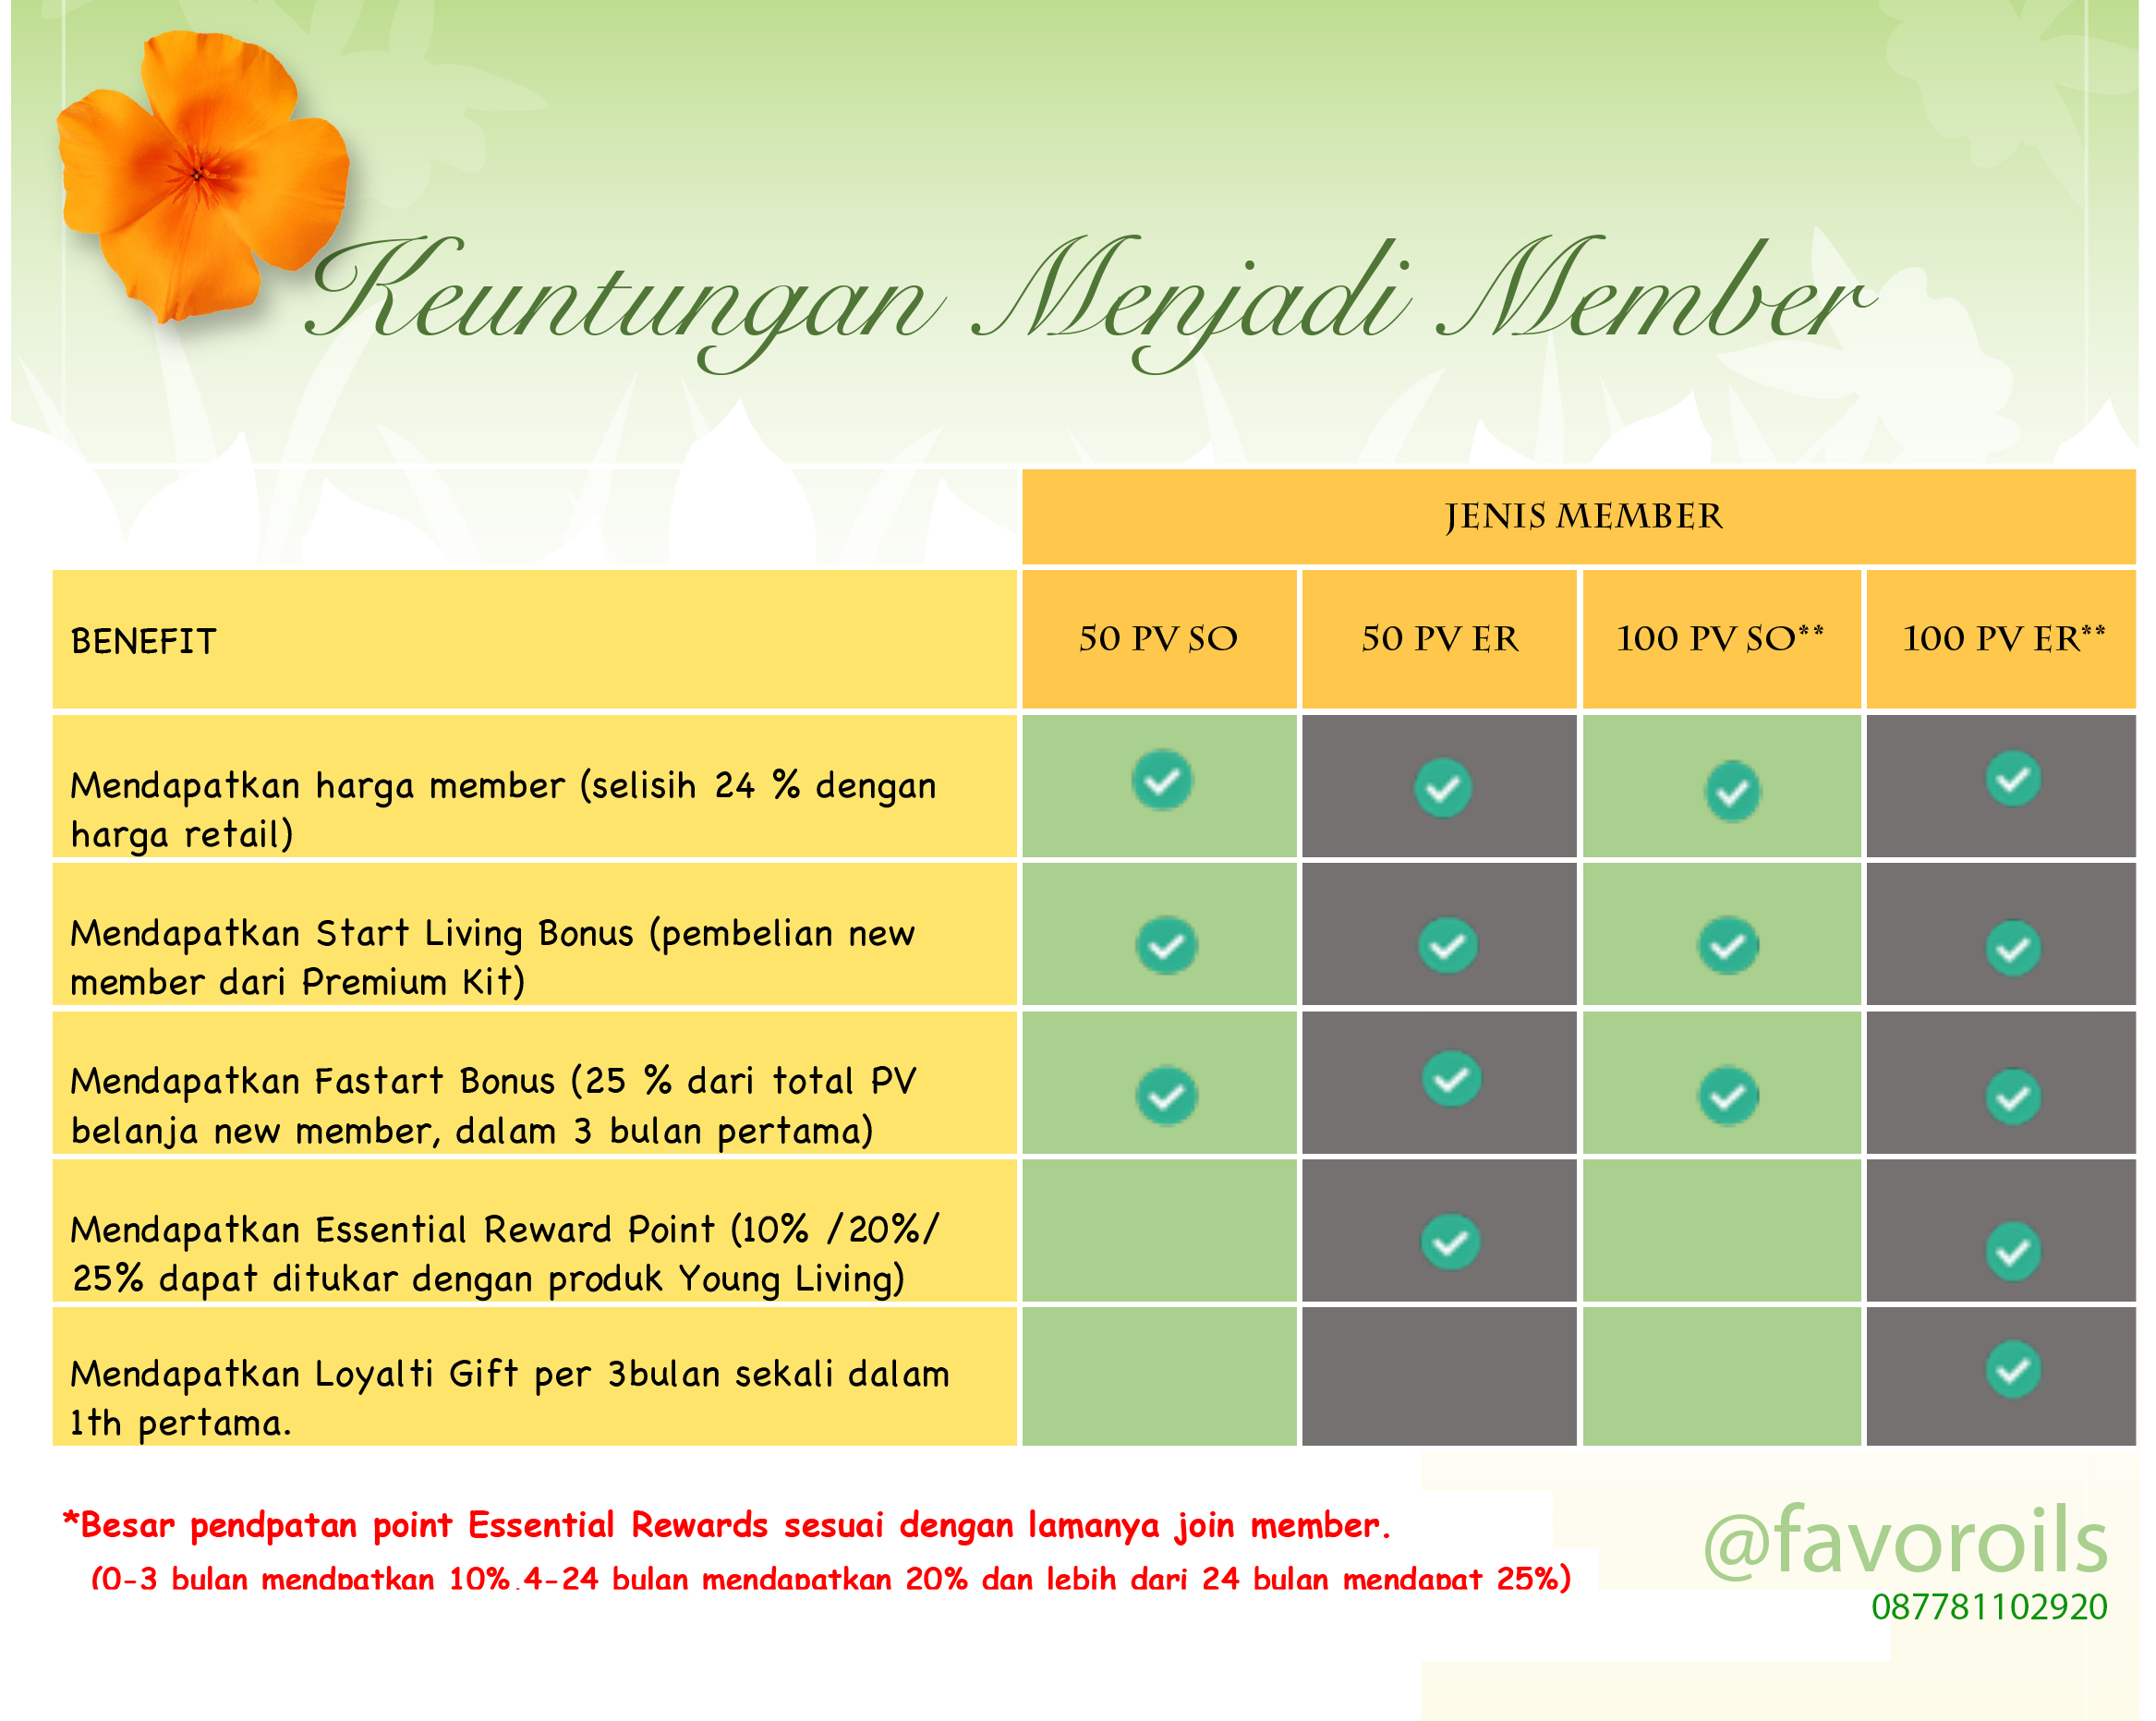 Keuntungan Menjadi Member
JENIS MEMBER
BENEFIT
50 PV SO
50 PV ER
100 PV SO**
100 PV ER**
Mendapatkan harga member (selisih 24 % dengan
harga retail)
Mendapatkan Start Living Bonus (pembelian new
member dari Premium Kit)
Mendapatkan Fastart Bonus (25 % dari total PV
belanja new member, dalam 3 bulan pertama)
Mendapatkan Essential Reward Point (10% /20%/
25% dapat ditukar dengan produk Young Living)
Mendapatkan Loyalti Gift per 3bulan sekali dalam
1th pertama.
*Besar pendpatan point Essential Rewards sesuai dengan lamanya join member.
(0-3 bulan mendpatkan 10%,4-24 bulan mendapatkan 20% dan lebih dari 24 bulan mendapat 25%)
@favoroils
087781102920